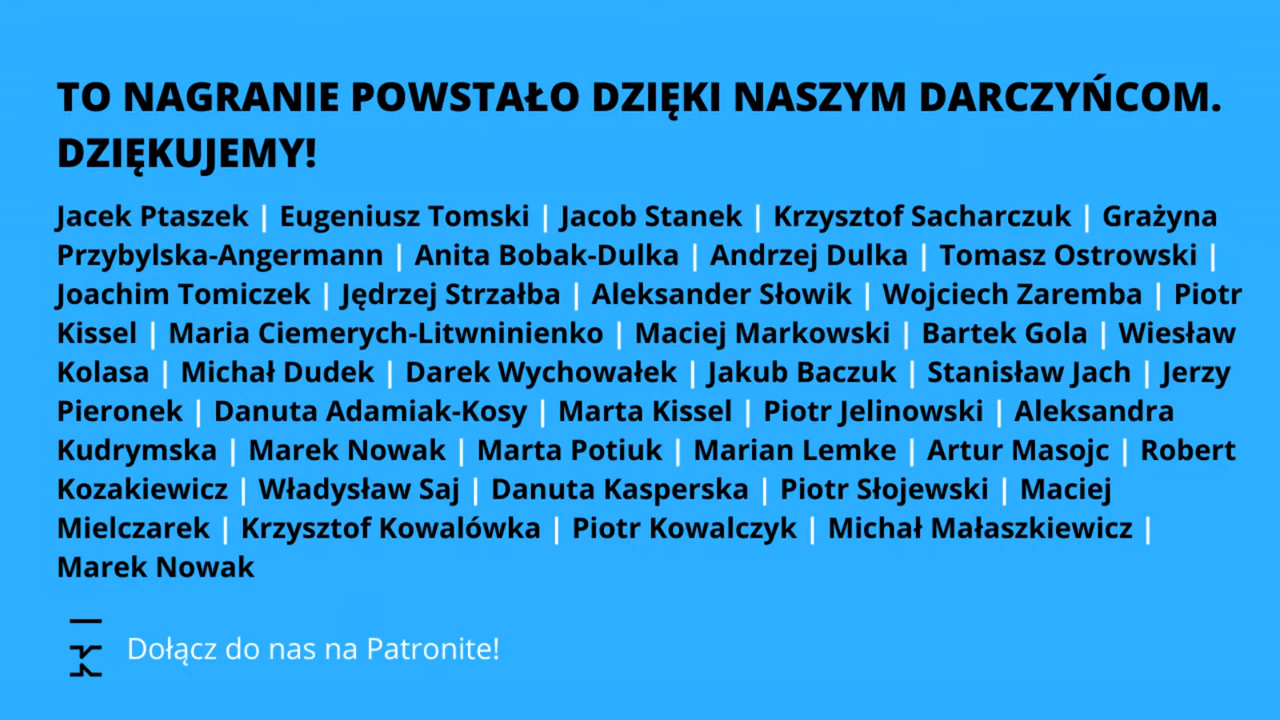 TO NAGRANIE POWSTAŁO DZIĘKI NASZYM DARCZYŃCOM.
DZIĘKUJEMY!
Jacek Ptaszek | Eugeniusz Tomski | Jacob Stanek | Krzysztof Sacharczuk | Grażyna
Przybylska-Angermann | Anita Bobak-Dulka | Andrzej Dulka | Tomasz Ostrowski |
Joachim Tomiczek | Jędrzej Strzałba | Aleksander Słowik | Wojciech Zaremba | Piotr
Kissel | Maria Ciemerych-Litwninienko | Maciej Markowski | Bartek Gola | Wiesław
Kolasa | Michał Dudek | Darek Wychowałek | Jakub Baczuk | Stanisław Jach | Jerzy
Pieronek | Danuta Adamiak-Kosy | Marta Kissel | Piotr Jelinowski | Aleksandra
Kudrymska | Marek Nowak | Marta Potiuk | Marian Lemke | Artur Masojc | Robert
Kozakiewicz | Władysław Saj | Danuta Kasperska | Piotr Słojewski | Maciej
Mielczarek | Krzysztof Kowalówka | Piotr Kowalczyk | Michał Małaszkiewicz |
Marek Nowak
Dołącz do nas na Patronite!